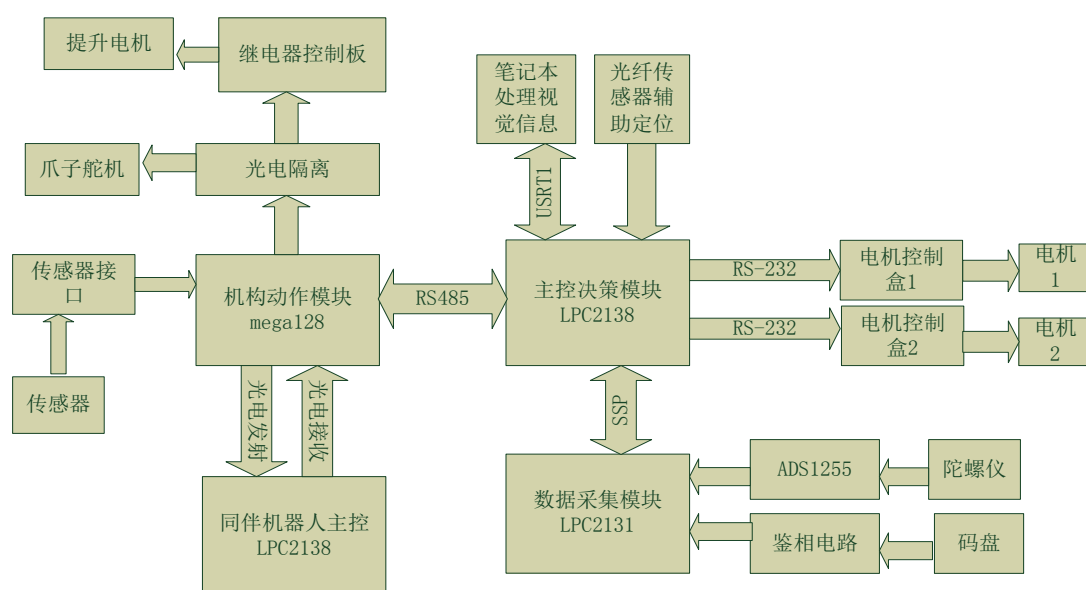 提升电机
继电器控制板
笔记本
处理视
觉信息
光纤传
感器辅
助定位
爪子舵机
光电隔离
USRT1
传感器接
口
机构动作模块
mega128
RS485
主控决策模块
LPC2138
RS-232
电机控制
盒1
电机
1
RS-232
电机控制
盒2
电机
2
传感器
光电发射
光电接收
SSP
同伴机器人主控
LPC2138
数据采集模块
LPC2131
ADS1255
陀螺仪
鉴相电路
码盘